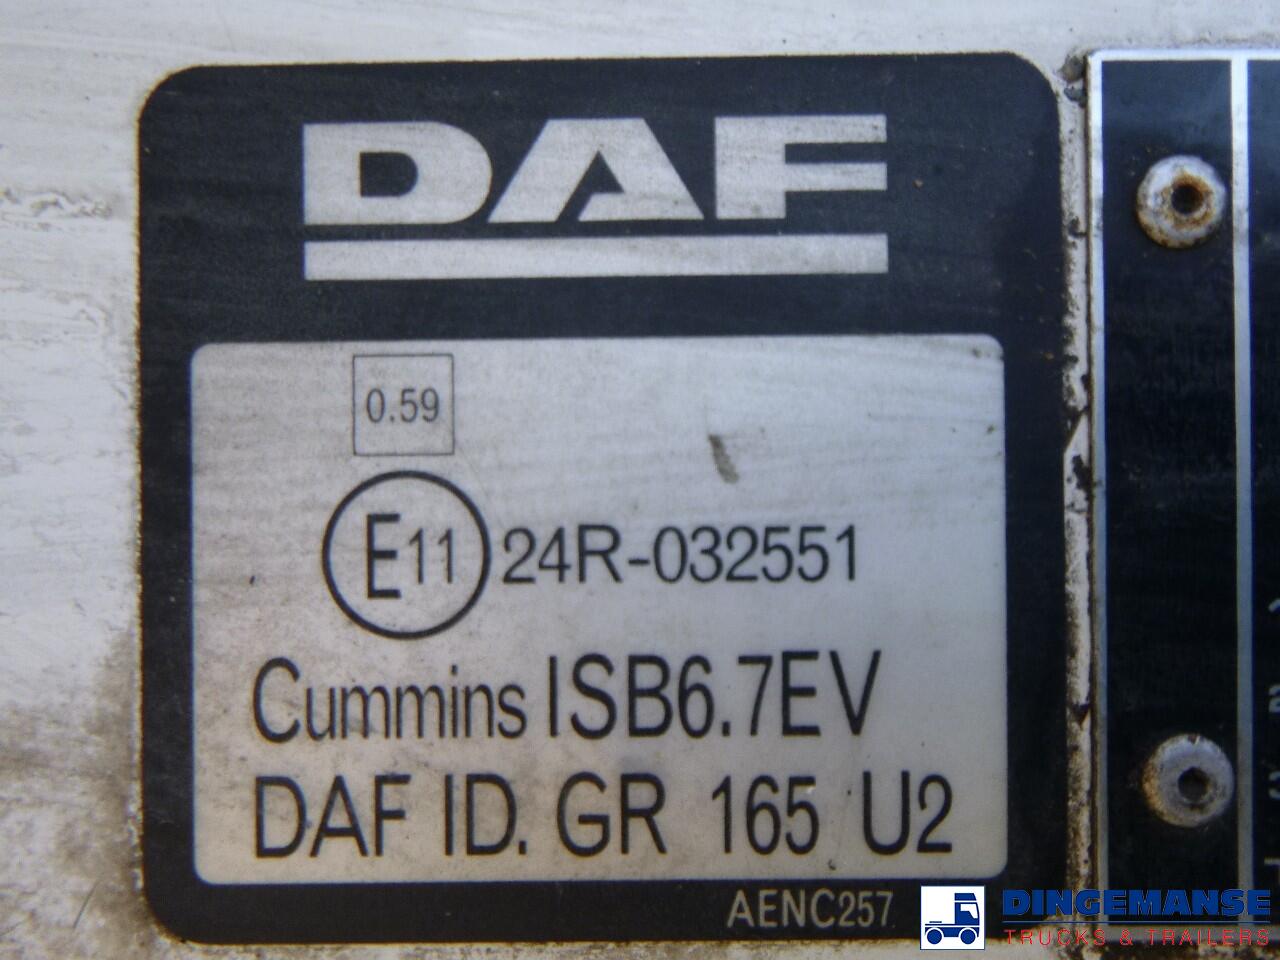 DAF
0.59
E11 24R-032551
Cummins ISB6.7EV
DAF ID. GR 165 U2
AENC257
DINGEMANSE
TRUCKS & TRAILERS